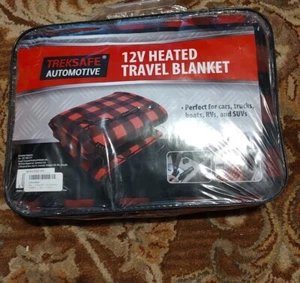 TREKSAFE
AUTOMOTIVE
12V HEATED
TRAVEL BLANKET
• Perfect for cars, trucks,
boats, RVs, and SUVs